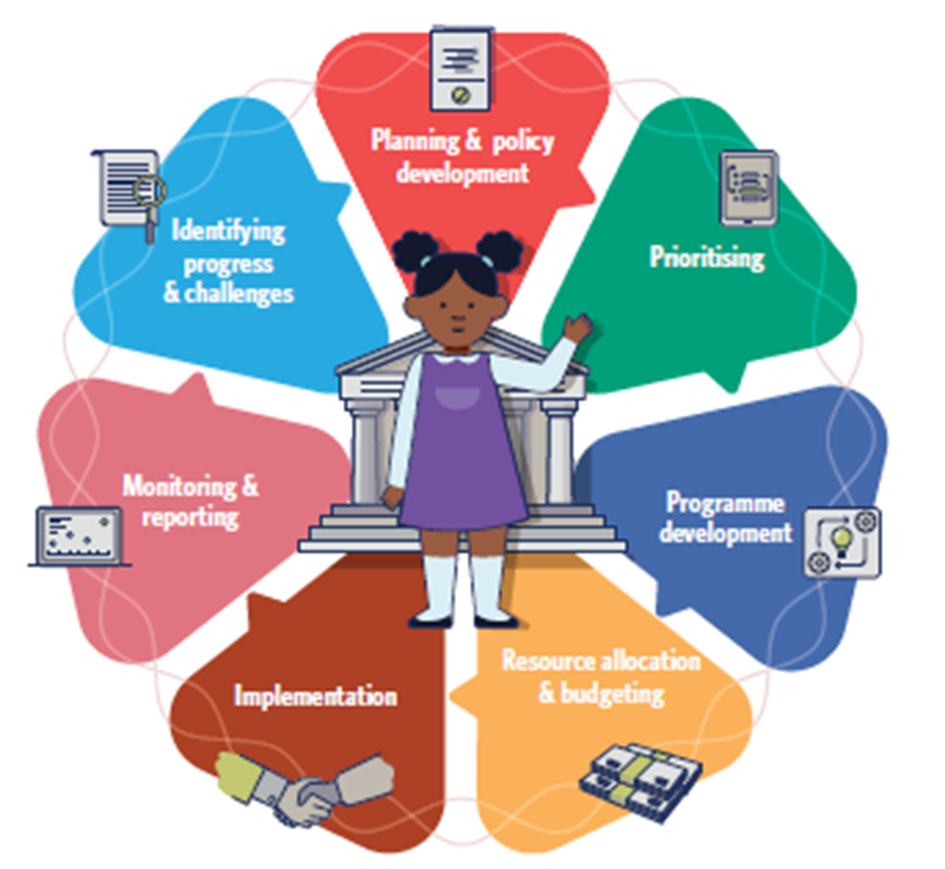 Planning & policy
development
Prioritising
Programme
development
Resource allocation
& budgeting
Implementation
Monitoring &
reporting
Identifying
progress
& challenges